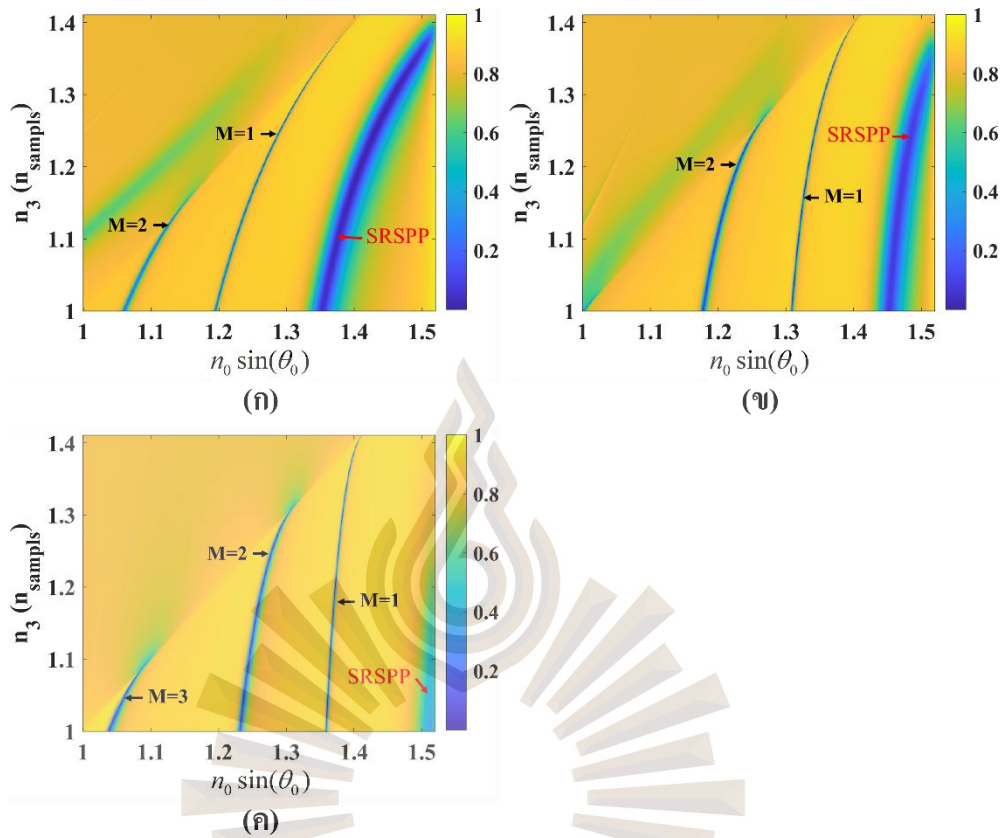 1.4
1.3
1.2
1.1
1
n3 (nsampls)
M=1
M=2
SRSPP
1 1.1 1.2 1.3 1.4 1.5
n0 sin(θ0)
1
0.8
0.6
0.4
0.2
(ก)
1.4
1.3
1.2
1.1
1
n3 (nsampls)
SRSPP
M=2
M=1
1 1.1 1.2 1.3 1.4 1.5
n0 sin(θ0)
1
0.8
0.6
0.4
0.2
(ข)
1.4
1.3
1.2
1.1
1
n3 (nsampls)
M=2
M=1
SRSPP
M=3
1 1.1 1.2 1.3 1.4 1.5
n0 sin(θ0)
1
0.8
0.6
0.4
0.2
(ค)